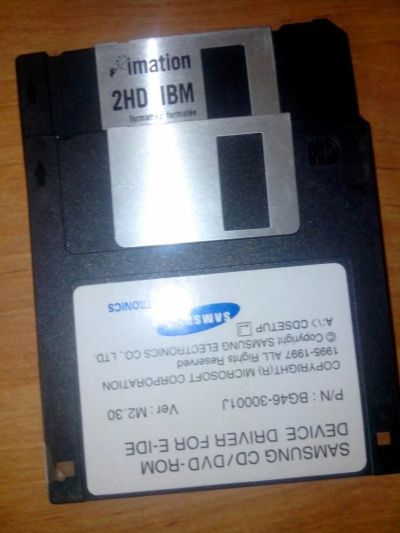 imation
2HD IBM
formatted formatée
SAMSUNG CD/DVD-ROM
DEVICE DRIVER FOR E-IDE
P/N : BG46-30001J Ver : M2.30
COPYRIGHT(R) MICROSOFT CORPORATION
1995-1997 ALL Rights Reserved
© Copyright SAMSUNG ELECTRONICS CO., LTD.
A:\> CDSETUP
SAMSUNG